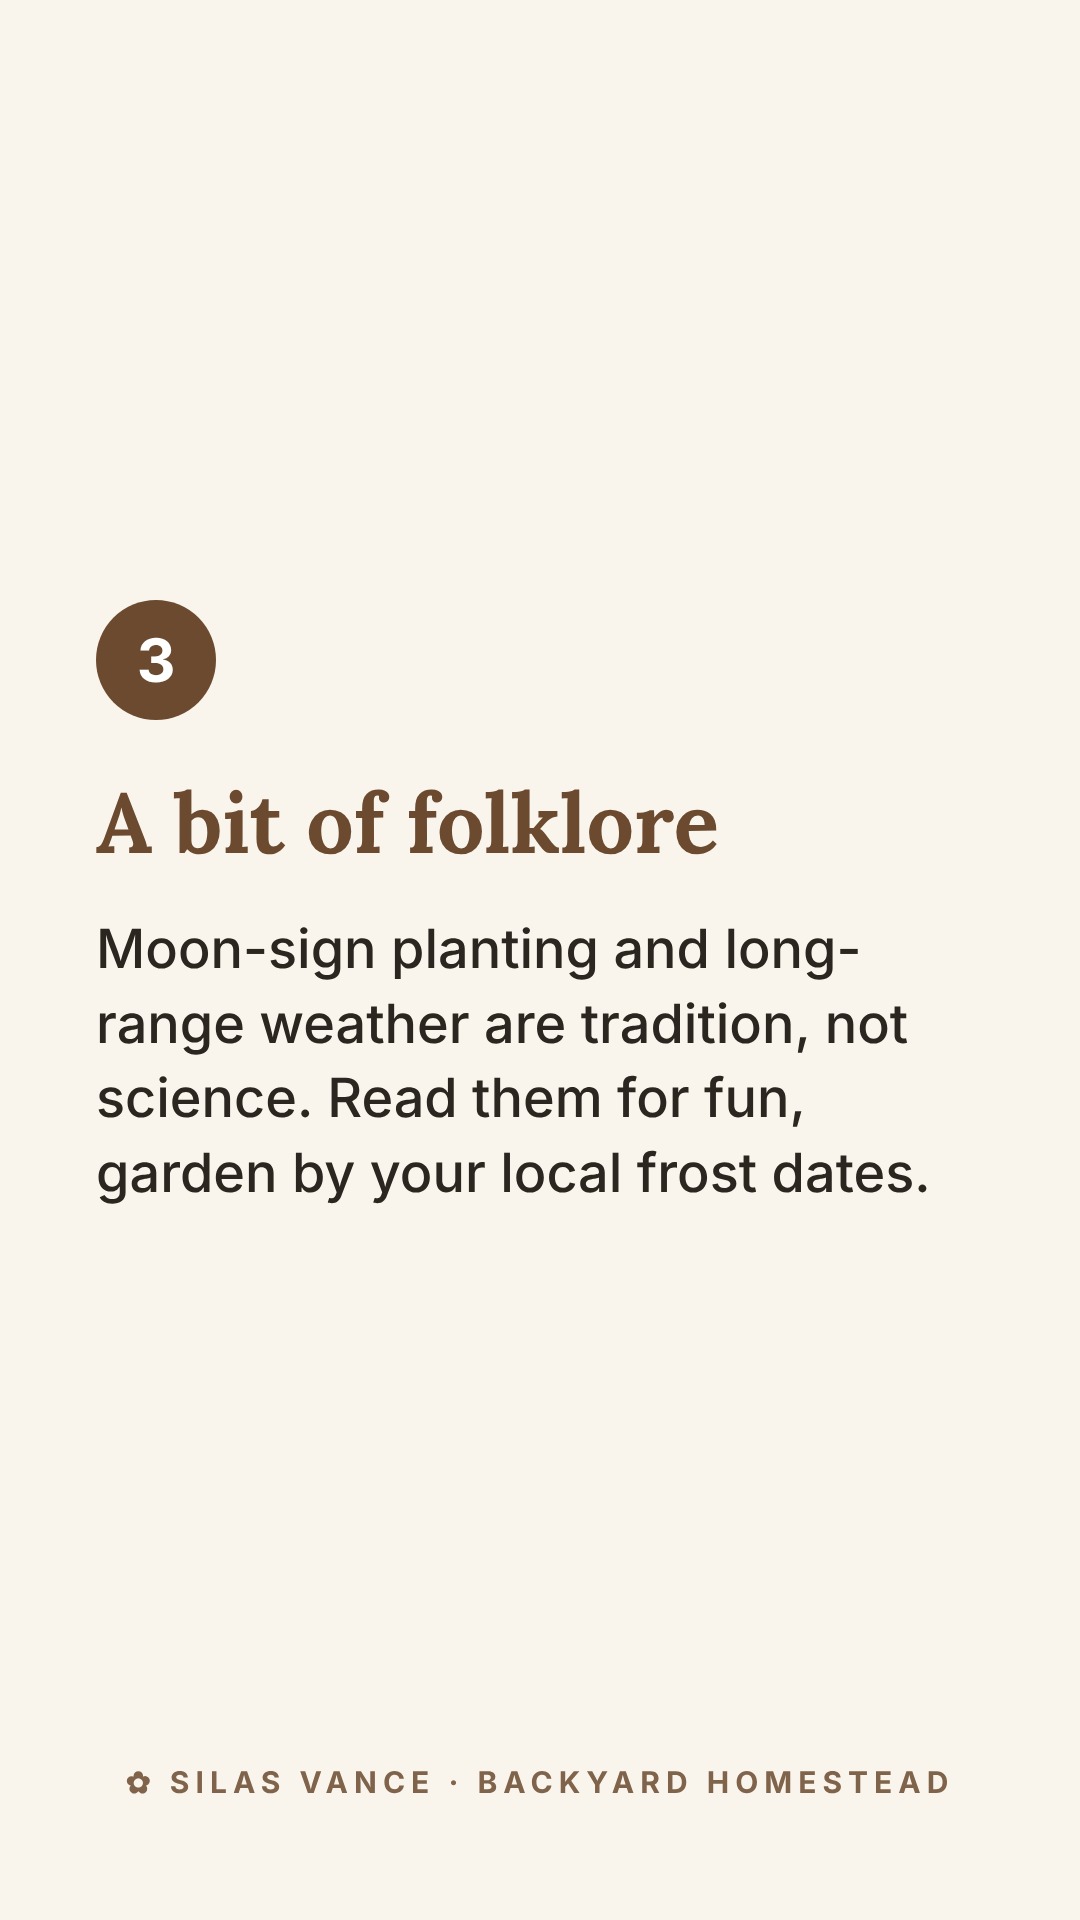 3
A bit of folklore
Moon-sign planting and long-
range weather are tradition, not
science. Read them for fun,
garden by your local frost dates.
✿ SILAS VANCE · BACKYARD HOMESTEAD